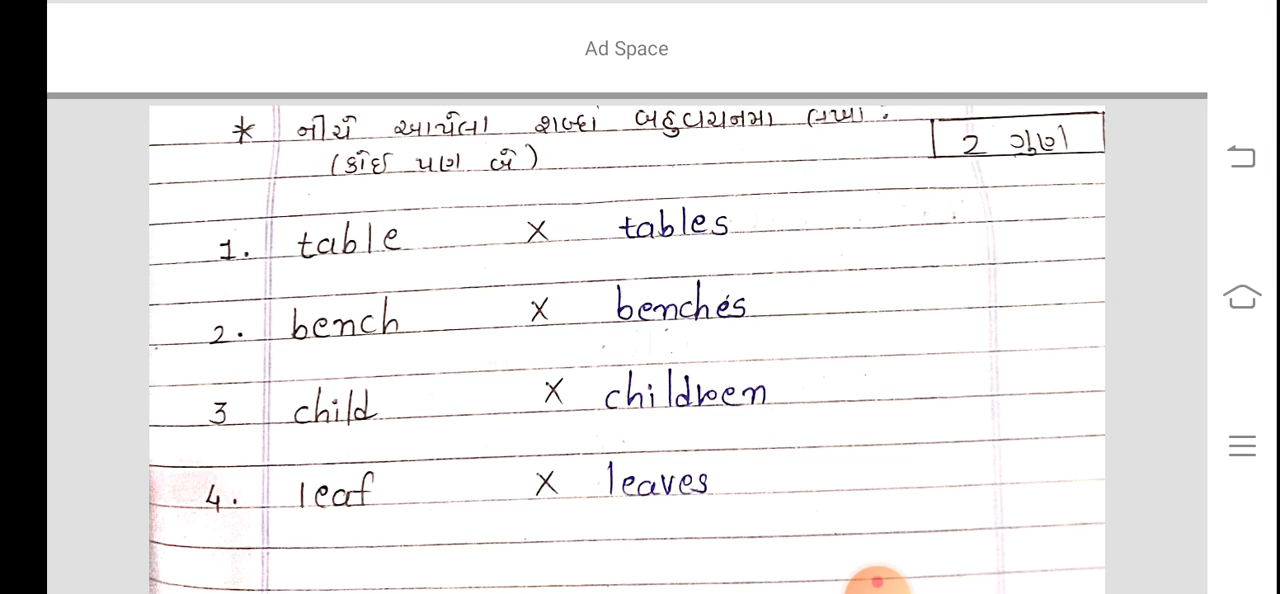 Ad Space
* નીચે આપેલા શબ્દો બહુવચનમાં લખો :
(કોઈ પણ બે)
2 ગુણ
1. table X tables
2. bench X benches
3 child X children
4. leaf X leaves